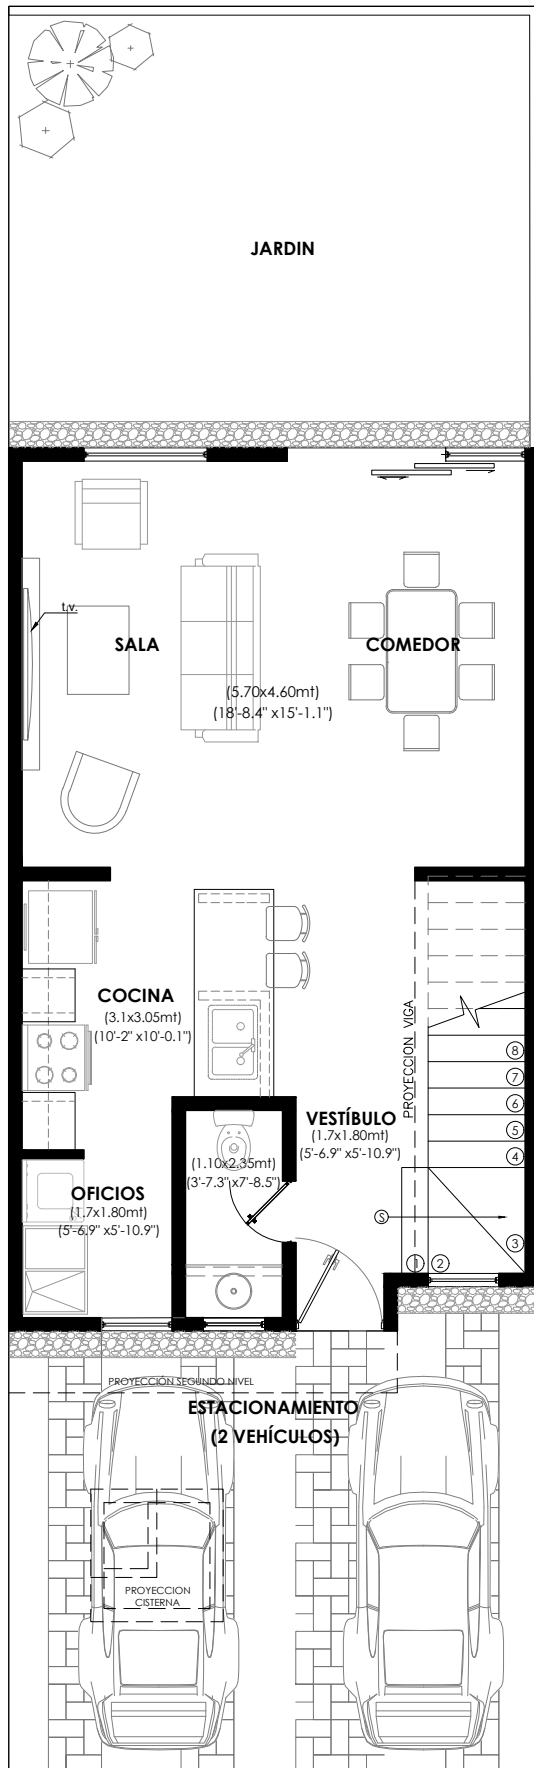 JARDIN
t.v.
SALA
COMEDOR
(5.70x4.60mt)
(18'-8.4" x15'-1.1")
COCINA
(3.1x3.05mt)
(10'-2" x10'-0.1")
PROYECCION VIGA
8
7
6
5
4
3
2
1
S
VESTÍBULO
(1.7x1.80mt)
(5'-6.9" x5'-10.9")
(1.10x2.35mt)
(3'-7.3" x7'-8.5")
OFICIOS
(1.7x1.80mt)
(5'-6.9" x5'-10.9")
PROYECCIÓN SEGUNDO NIVEL
ESTACIONAMIENTO
(2 VEHÍCULOS)
PROYECCION
CISTERNA